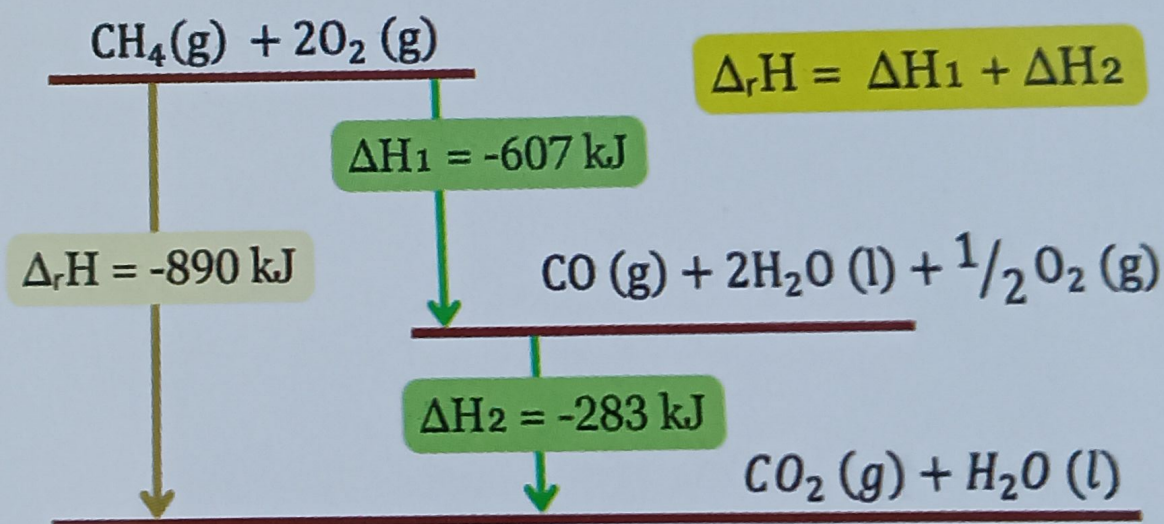 CH₄(g) + 2O₂ (g)
ΔᵣH = ΔH1 + ΔH2
ΔH1 = -607 kJ
ΔᵣH = -890 kJ
CO (g) + 2H₂O (l) + 1/2 O₂ (g)
ΔH2 = -283 kJ
CO₂ (g) + H₂O (l)